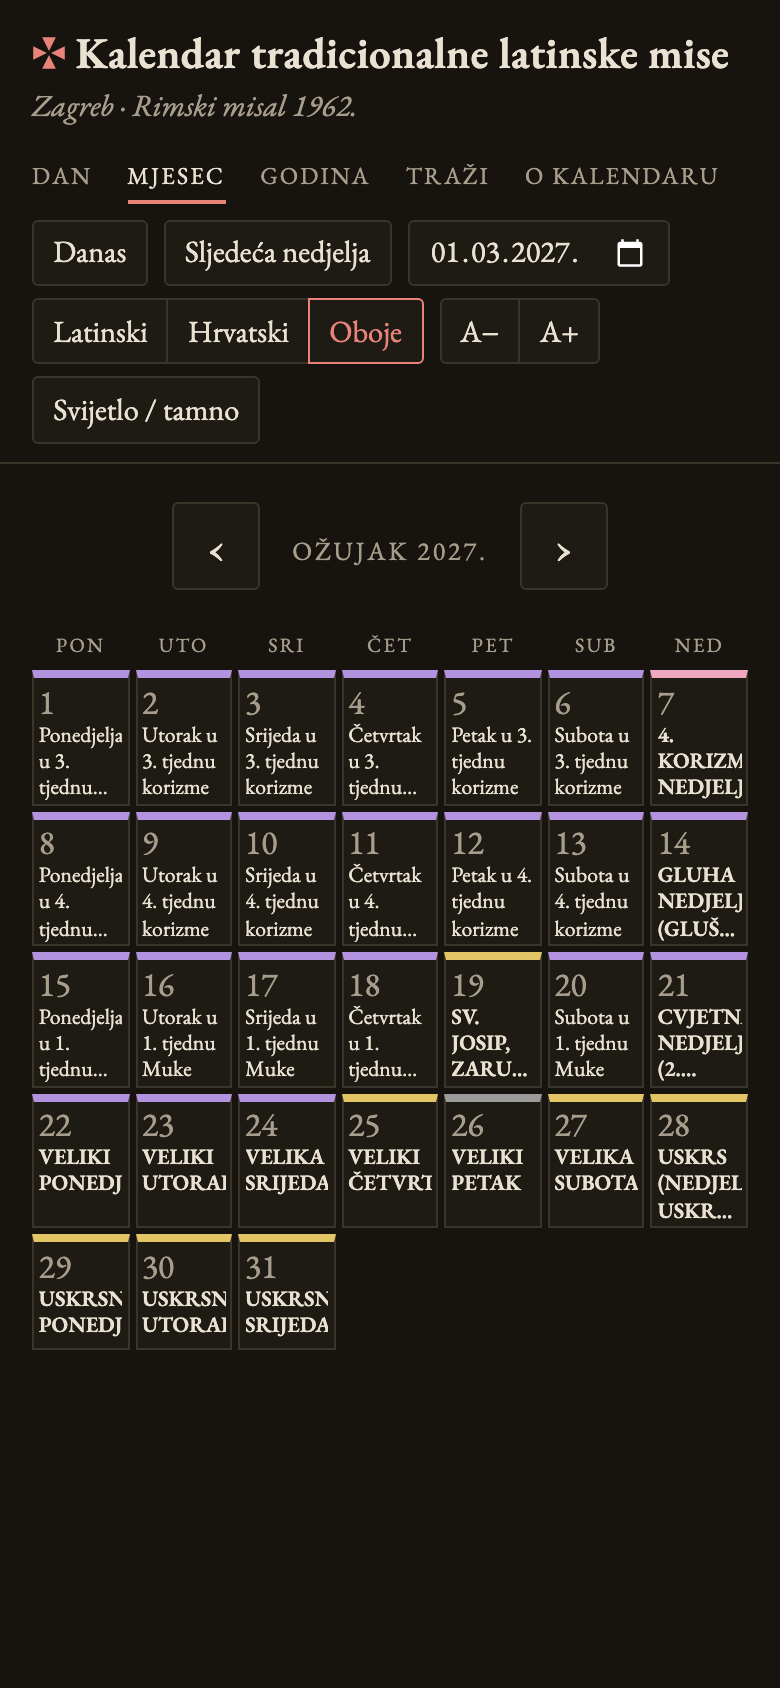 Kalendar tradicionalne latinske mise
Zagreb · Rimski misal 1962.
DAN MJESEC GODINA TRAŽI O KALENDARU
Danas Sljedeća nedjelja 01.03.2027.
Latinski Hrvatski Oboje A− A+
Svijetlo / tamno
‹ OŽUJAK 2027. ›
PON UTO SRI ČET PET SUB NED
1 2 3 4 5 6 7
Ponedjelja Utorak u Srijeda u Četvrtak Petak u 3. Subota u 4.
u 3. 3. tjednu 3. tjednu u 3. tjednu 3. tjednu KORIZM
tjednu... korizme korizme tjednu... korizme korizme NEDJELJ
8 9 10 11 12 13 14
Ponedjelja Utorak u Srijeda u Četvrtak Petak u 4. Subota u GLUHA
u 4. 4. tjednu 4. tjednu u 4. tjednu 4. tjednu NEDJELJ
tjednu... korizme korizme tjednu... korizme korizme (GLUŠ...
15 16 17 18 19 20 21
Ponedjelja Utorak u Srijeda u Četvrtak SV. Subota u CVJETN
u 1. 1. tjednu 1. tjednu u 1. JOSIP, 1. tjednu NEDJELJ
tjednu... Muke Muke tjednu... ZARU... Muke (2....
22 23 24 25 26 27 28
VELIKI VELIKI VELIKA VELIKI VELIKI VELIKA USKRS
PONEDJ UTORAI SRIJEDA ČETVRT PETAK SUBOTA (NEDJEL
USKR...
29 30 31
USKRSN USKRSN USKRSN
PONEDJ UTORAI SRIJEDA